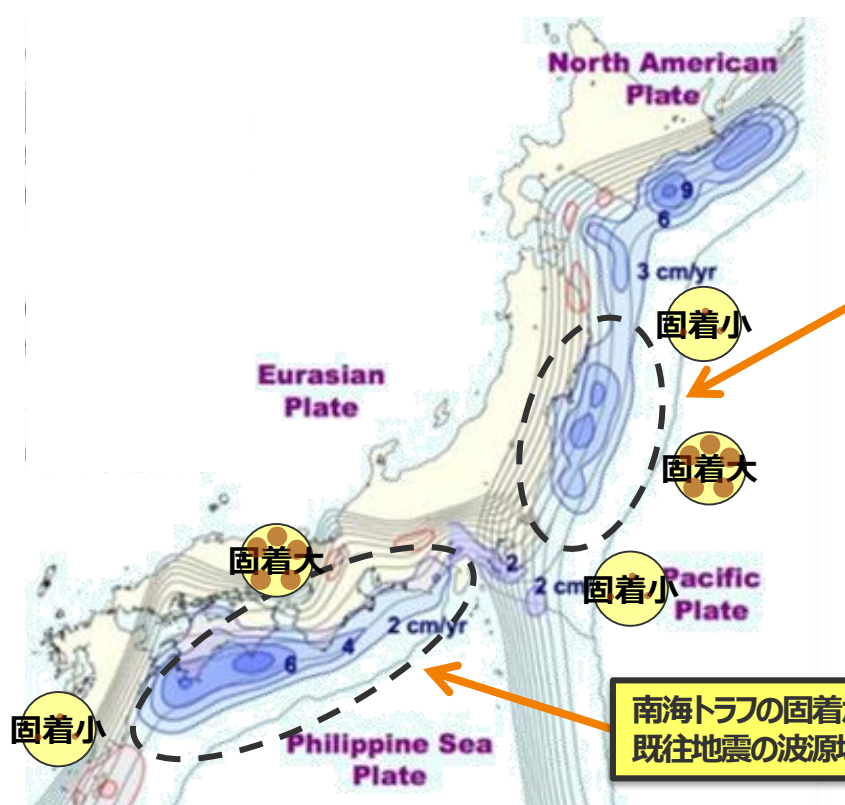 North American
Plate
9
6
3 cm/yr
固着小
Eurasian
Plate
固着大
固着大
2
2 cm
固着小
Pacific
Plate
2 cm/yr
4
6
固着小
Philippine Sea
Plate
南海トラフの固着
既往地震の波源